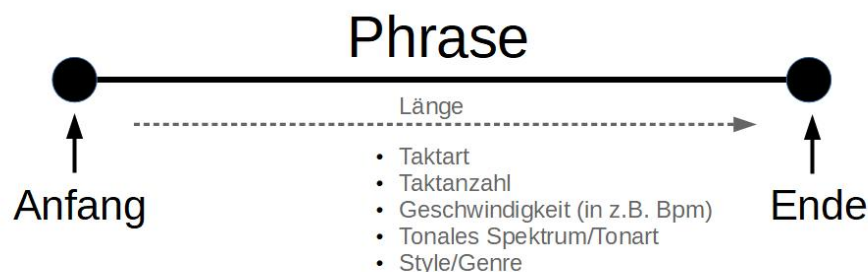 Phrase
Länge
• Taktart
• Taktanzahl
Anfang
Ende
• Geschwindigkeit (in z.B. Bpm)
• Tonales Spektrum/Tonart
• Style/Genre